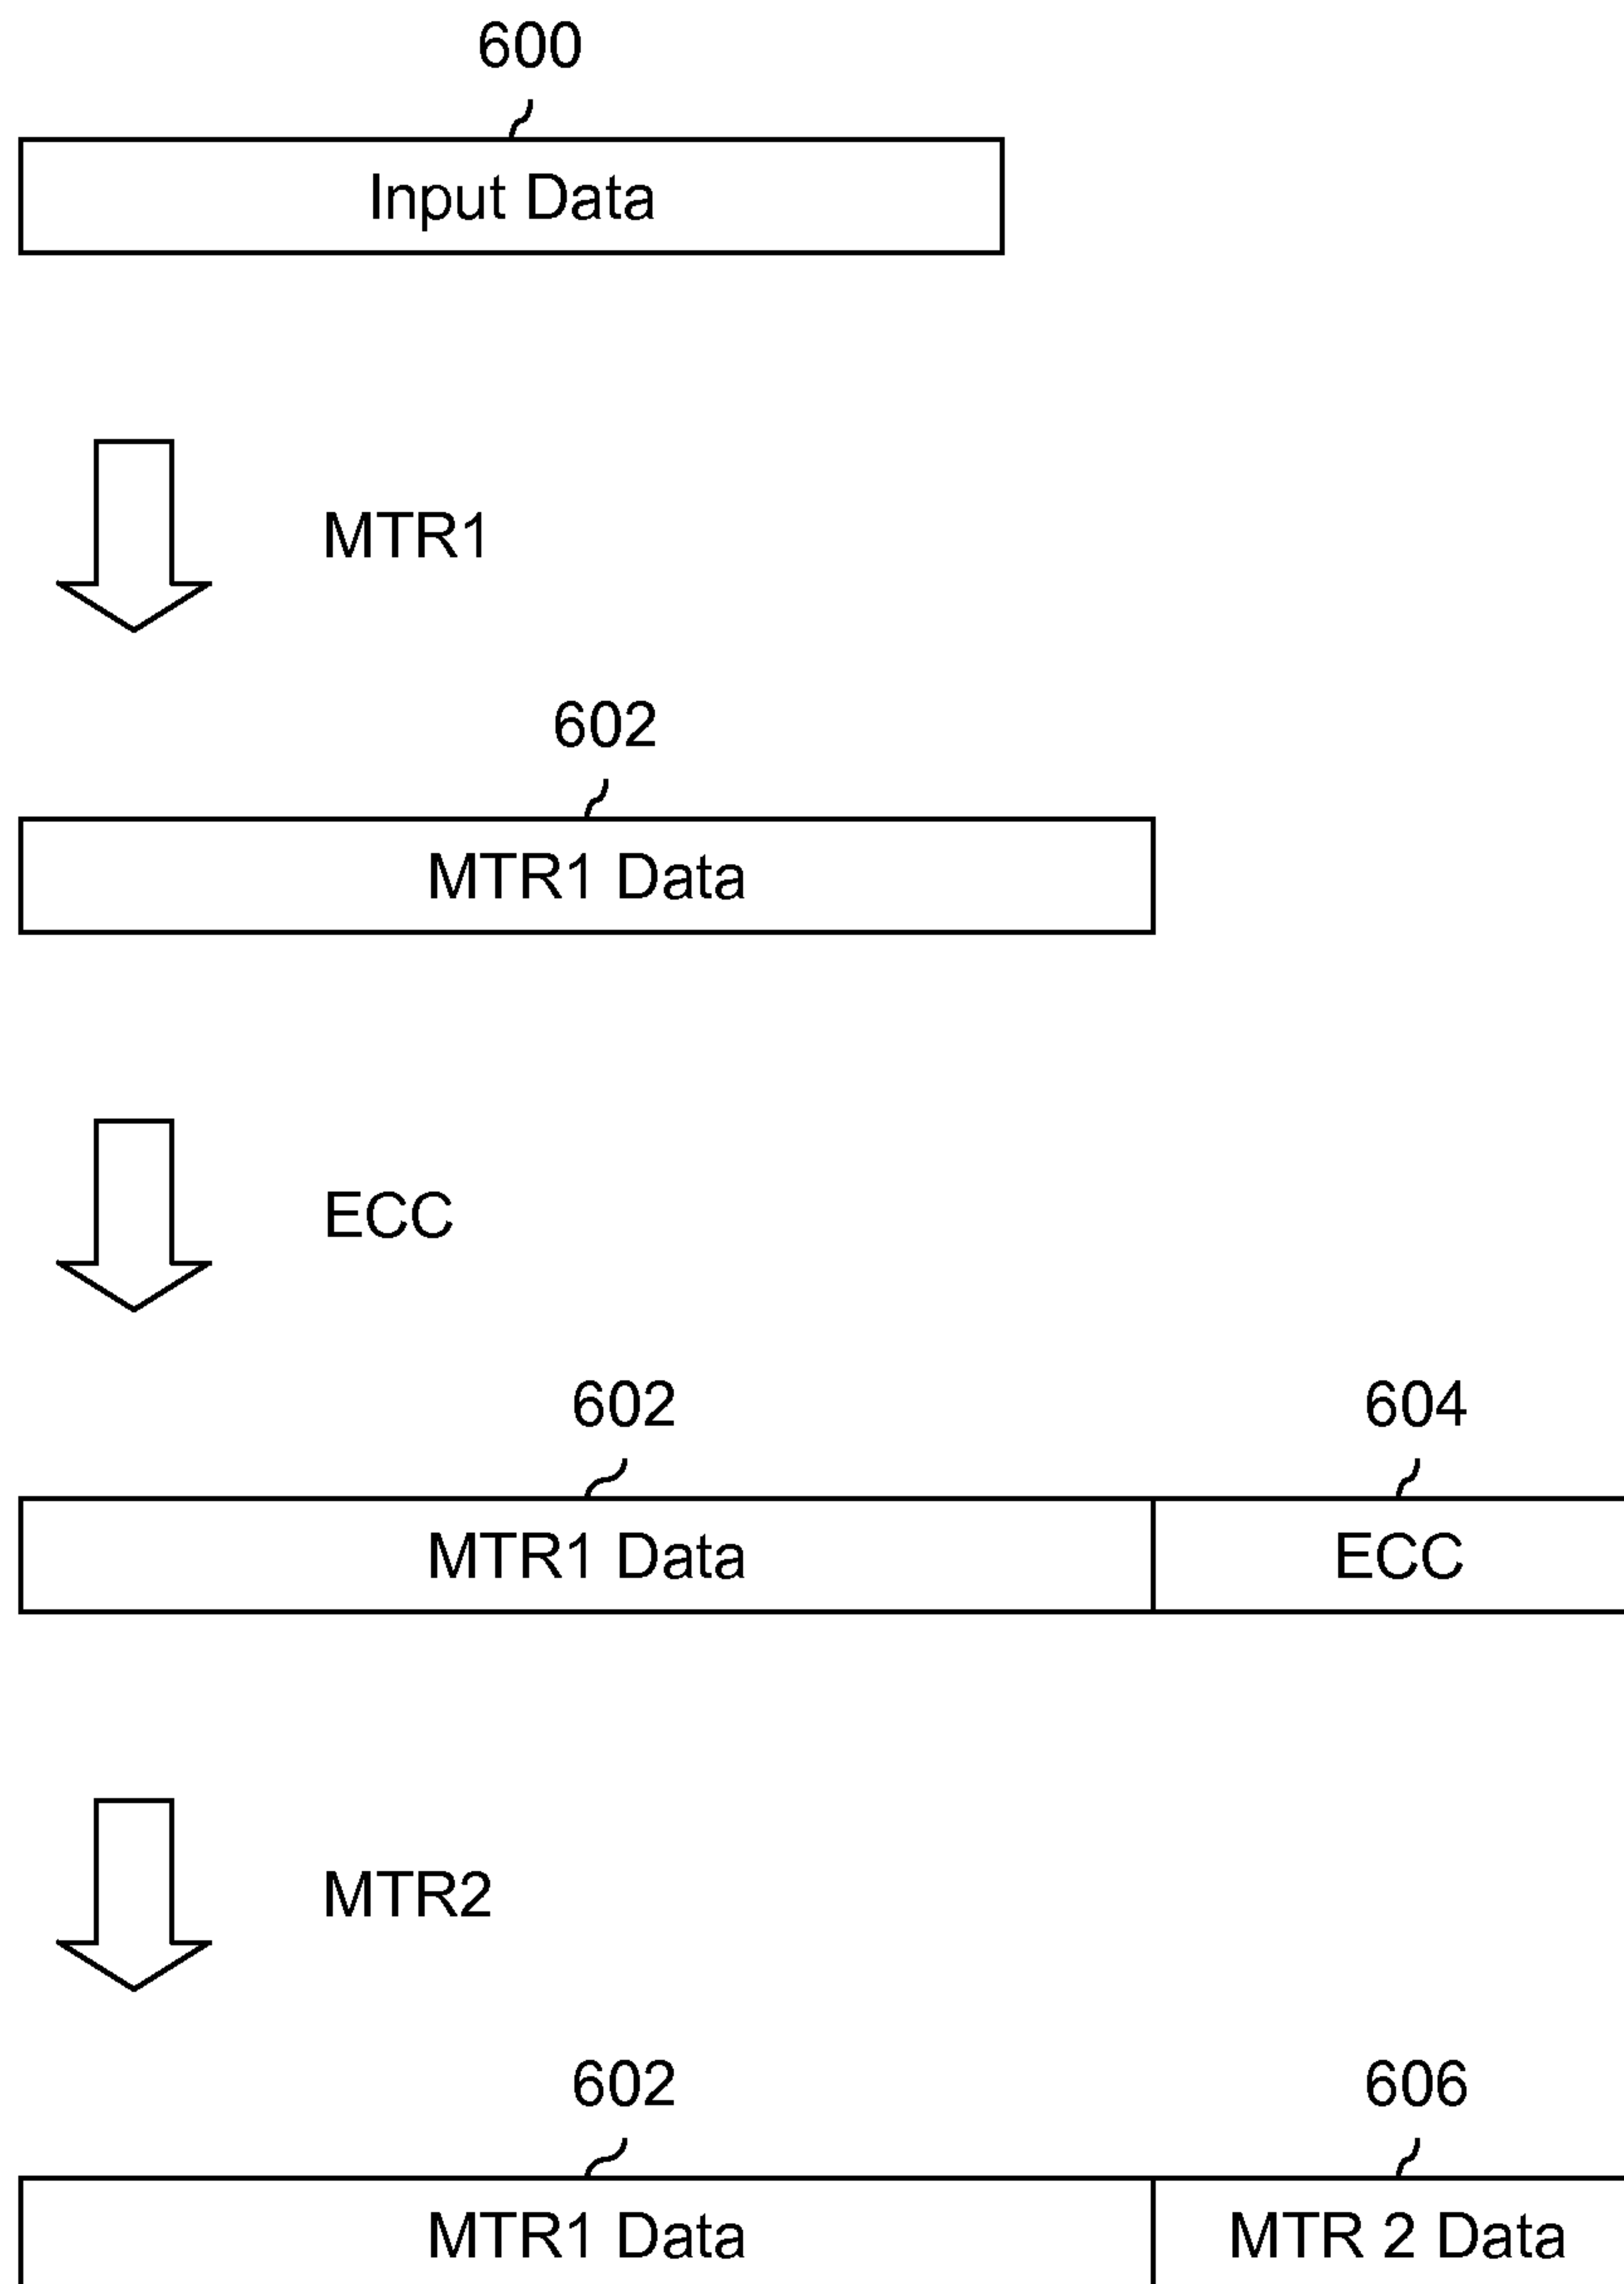 600
Input Data
MTR1
602
MTR1 Data
ECC
602 604
MTR1 Data ECC
MTR2
602 606
MTR1 Data MTR 2 Data